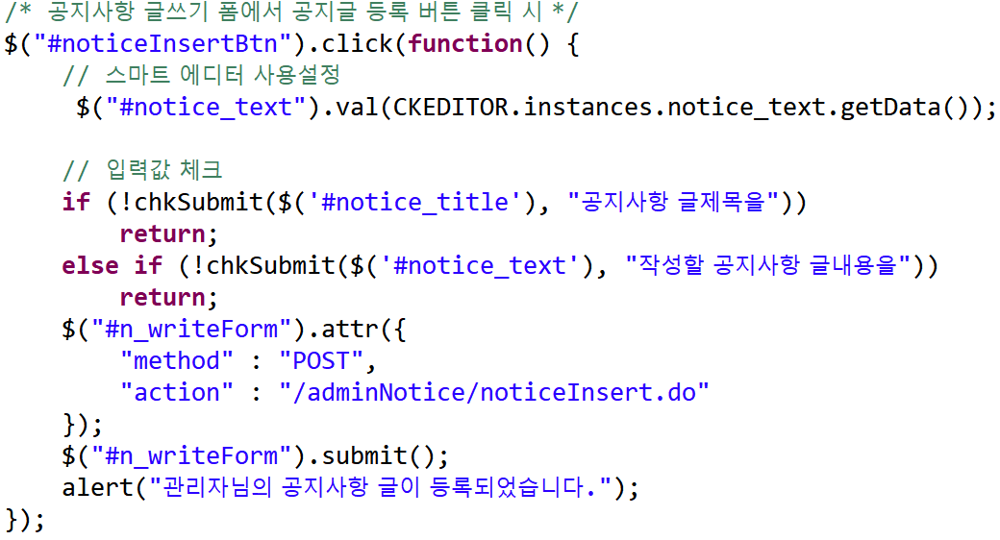 /* 공지사항 글쓰기 폼에서 공지글 등록 버튼 클릭 시 */
$("#noticeInsertBtn").click(function() {
    // 스마트 에디터 사용설정
     $("#notice_text").val(CKEDITOR.instances.notice_text.getData());

    // 입력값 체크
    if (!chkSubmit($('#notice_title'), "공지사항 글제목을"))
        return;
    else if (!chkSubmit($('#notice_text'), "작성할 공지사항 글내용을"))
        return;
    $("#n_writeForm").attr({
        "method" : "POST",
        "action" : "/adminNotice/noticeInsert.do"
    });
    $("#n_writeForm").submit();
    alert("관리자님의 공지사항 글이 등록되었습니다.");
});